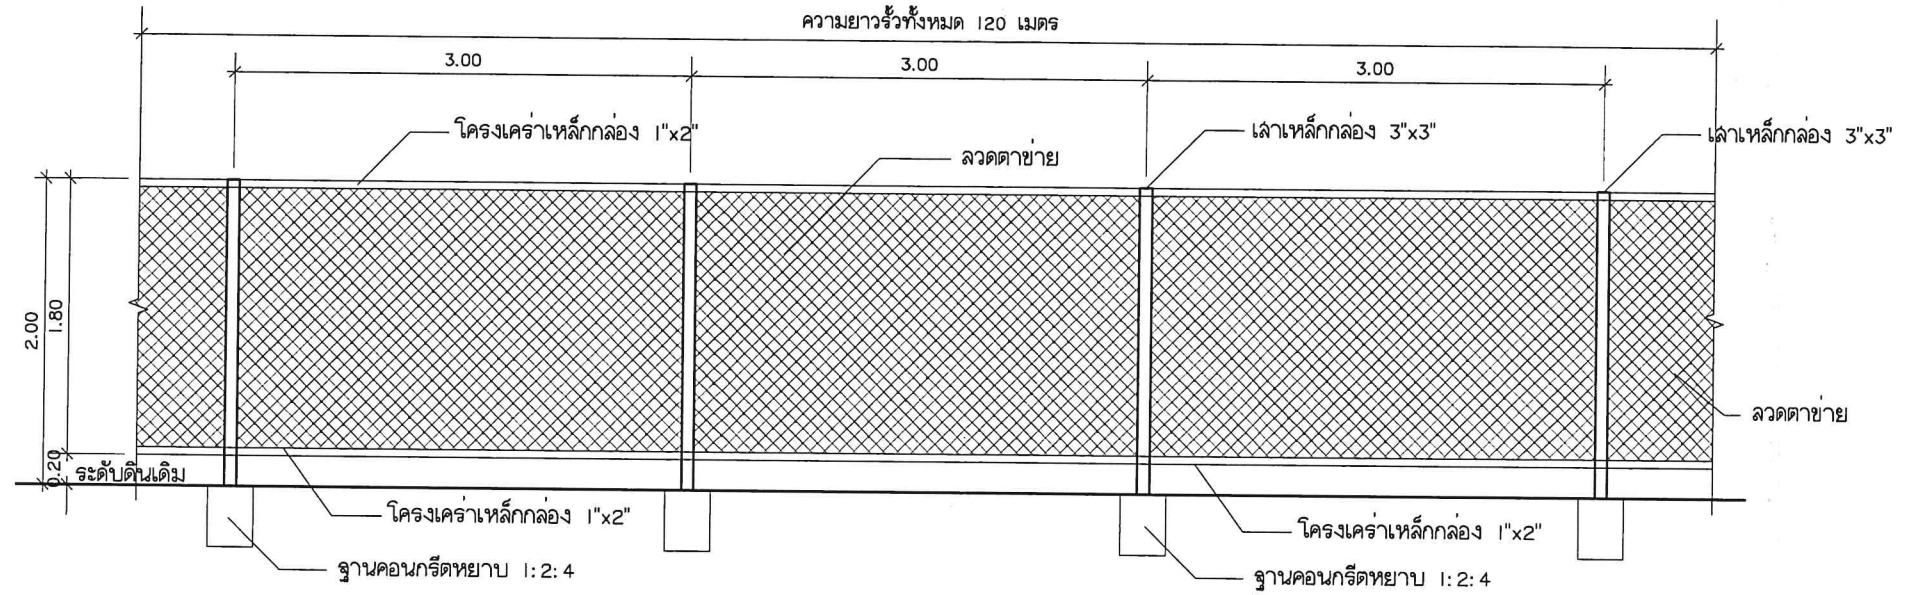 ความยาวรั้วทั้งหมด 120 เมตร
3.00
3.00
3.00
โครงเคร่าเหล็กกล่อง 1"x2"
ลวดตาข่าย
เสาเหล็กกล่อง 3"x3"
เสาเหล็กกล่อง 3"x3"
2.00
1.80
0.20
ลวดตาข่าย
ระดับดินเดิม
โครงเคร่าเหล็กกล่อง 1"x2"
โครงเคร่าเหล็กกล่อง 1"x2"
ฐานคอนกรีตหยาบ 1:2:4
ฐานคอนกรีตหยาบ 1:2:4